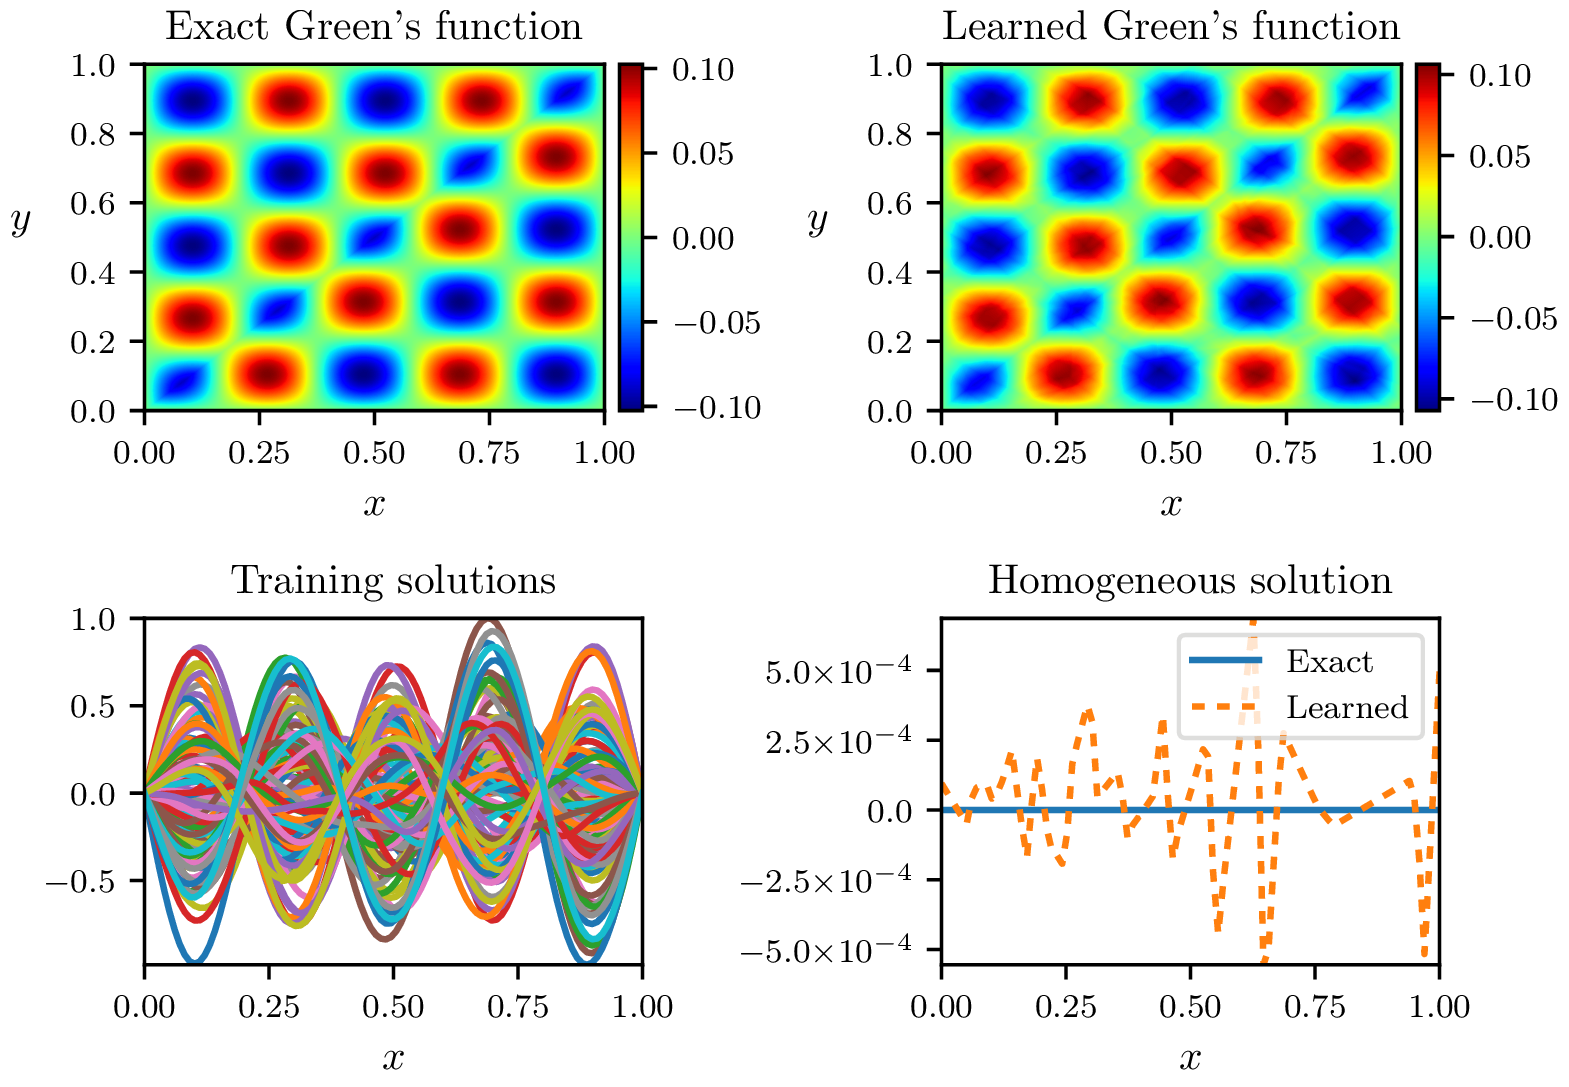 Exact Green's function
1.0
0.8
0.6
0.4
0.2
0.0
y
0.00 0.25 0.50 0.75 1.00
x
0.10
0.05
0.00
−0.05
−0.10
Learned Green's function
1.0
0.8
0.6
0.4
0.2
0.0
y
0.00 0.25 0.50 0.75 1.00
x
0.10
0.05
0.00
−0.05
−0.10
Training solutions
1.0
0.5
0.0
−0.5
0.00 0.25 0.50 0.75 1.00
x
Homogeneous solution
5.0×10⁻⁴
2.5×10⁻⁴
0.0
−2.5×10⁻⁴
−5.0×10⁻⁴
Exact
Learned
0.00 0.25 0.50 0.75 1.00
x